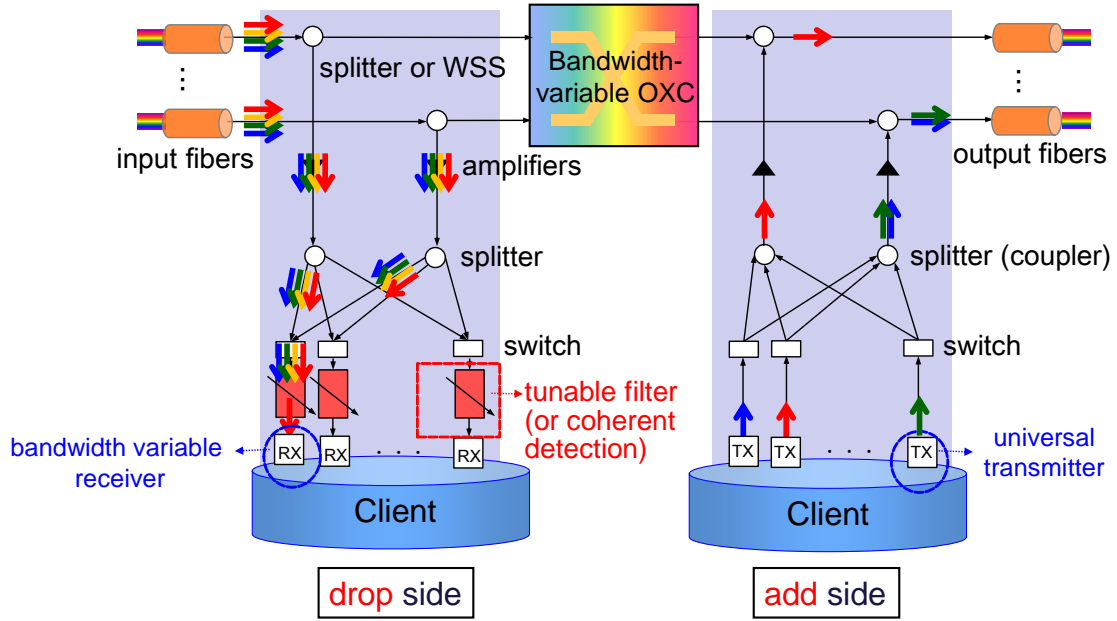 splitter or WSS
Bandwidth-
variable OXC
input fibers
amplifiers
output fibers
splitter
splitter (coupler)
switch
switch
tunable filter
(or coherent
detection)
bandwidth variable
receiver
universal
transmitter
RX
RX
. . .
RX
TX
TX
. . .
TX
Client
Client
drop side
add side